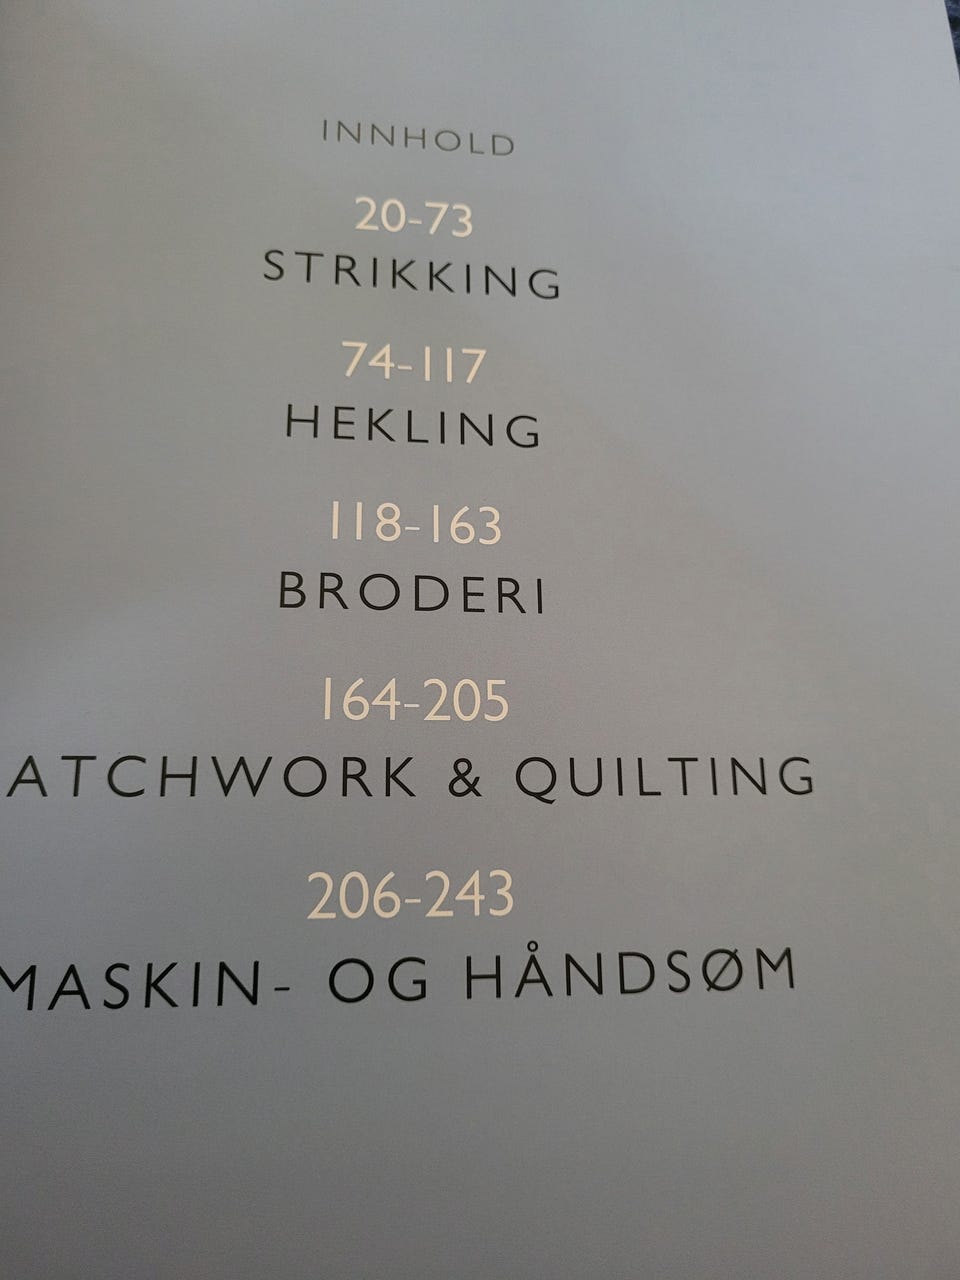 INNHOLD
20-73
STRIKKING
74-117
HEKLING
118-163
BRODERI
164-205
ATCHWORK & QUILTING
206-243
MASKIN- OG HÅNDSØM